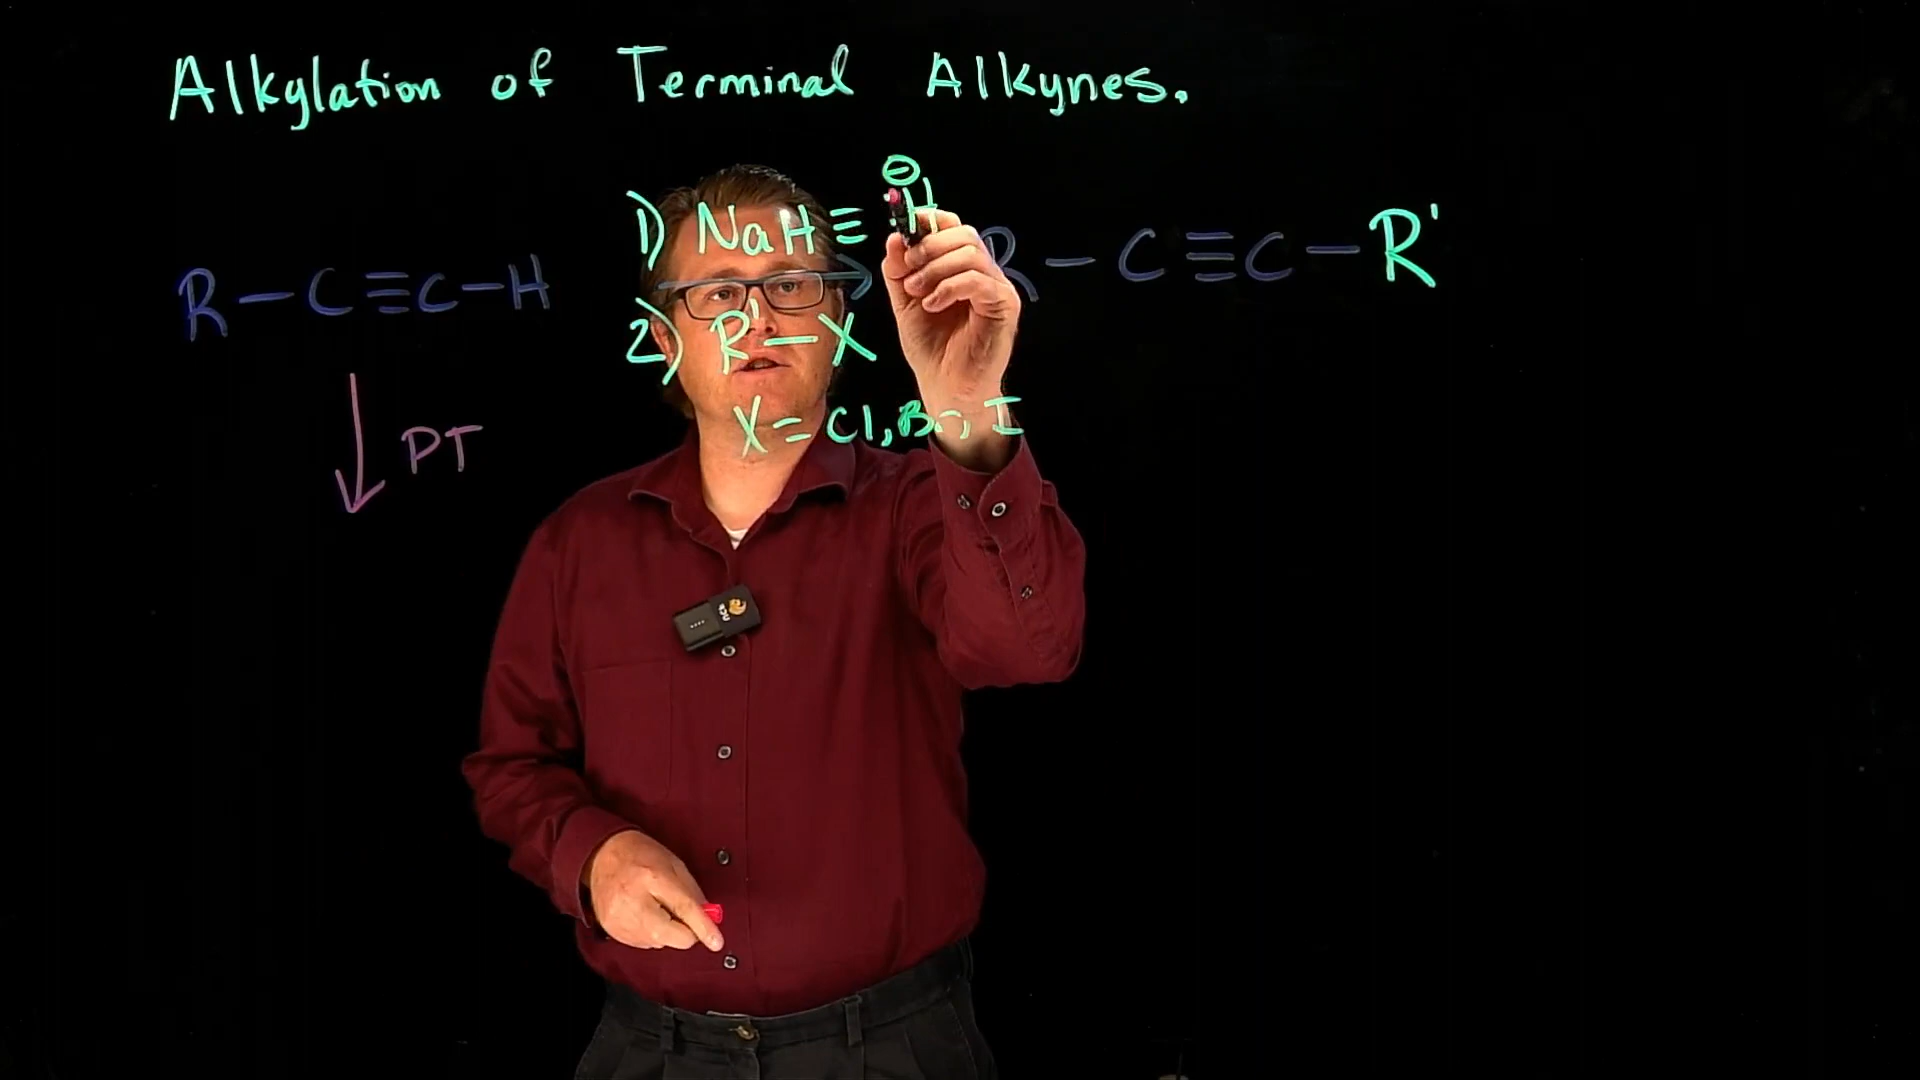 Alkylation of Terminal Alkynes.
1) NaH ≡ ⊖:H
R—C≡C—H → R—C≡C—R'
2) R'—X
X = Cl, Br, I
PT